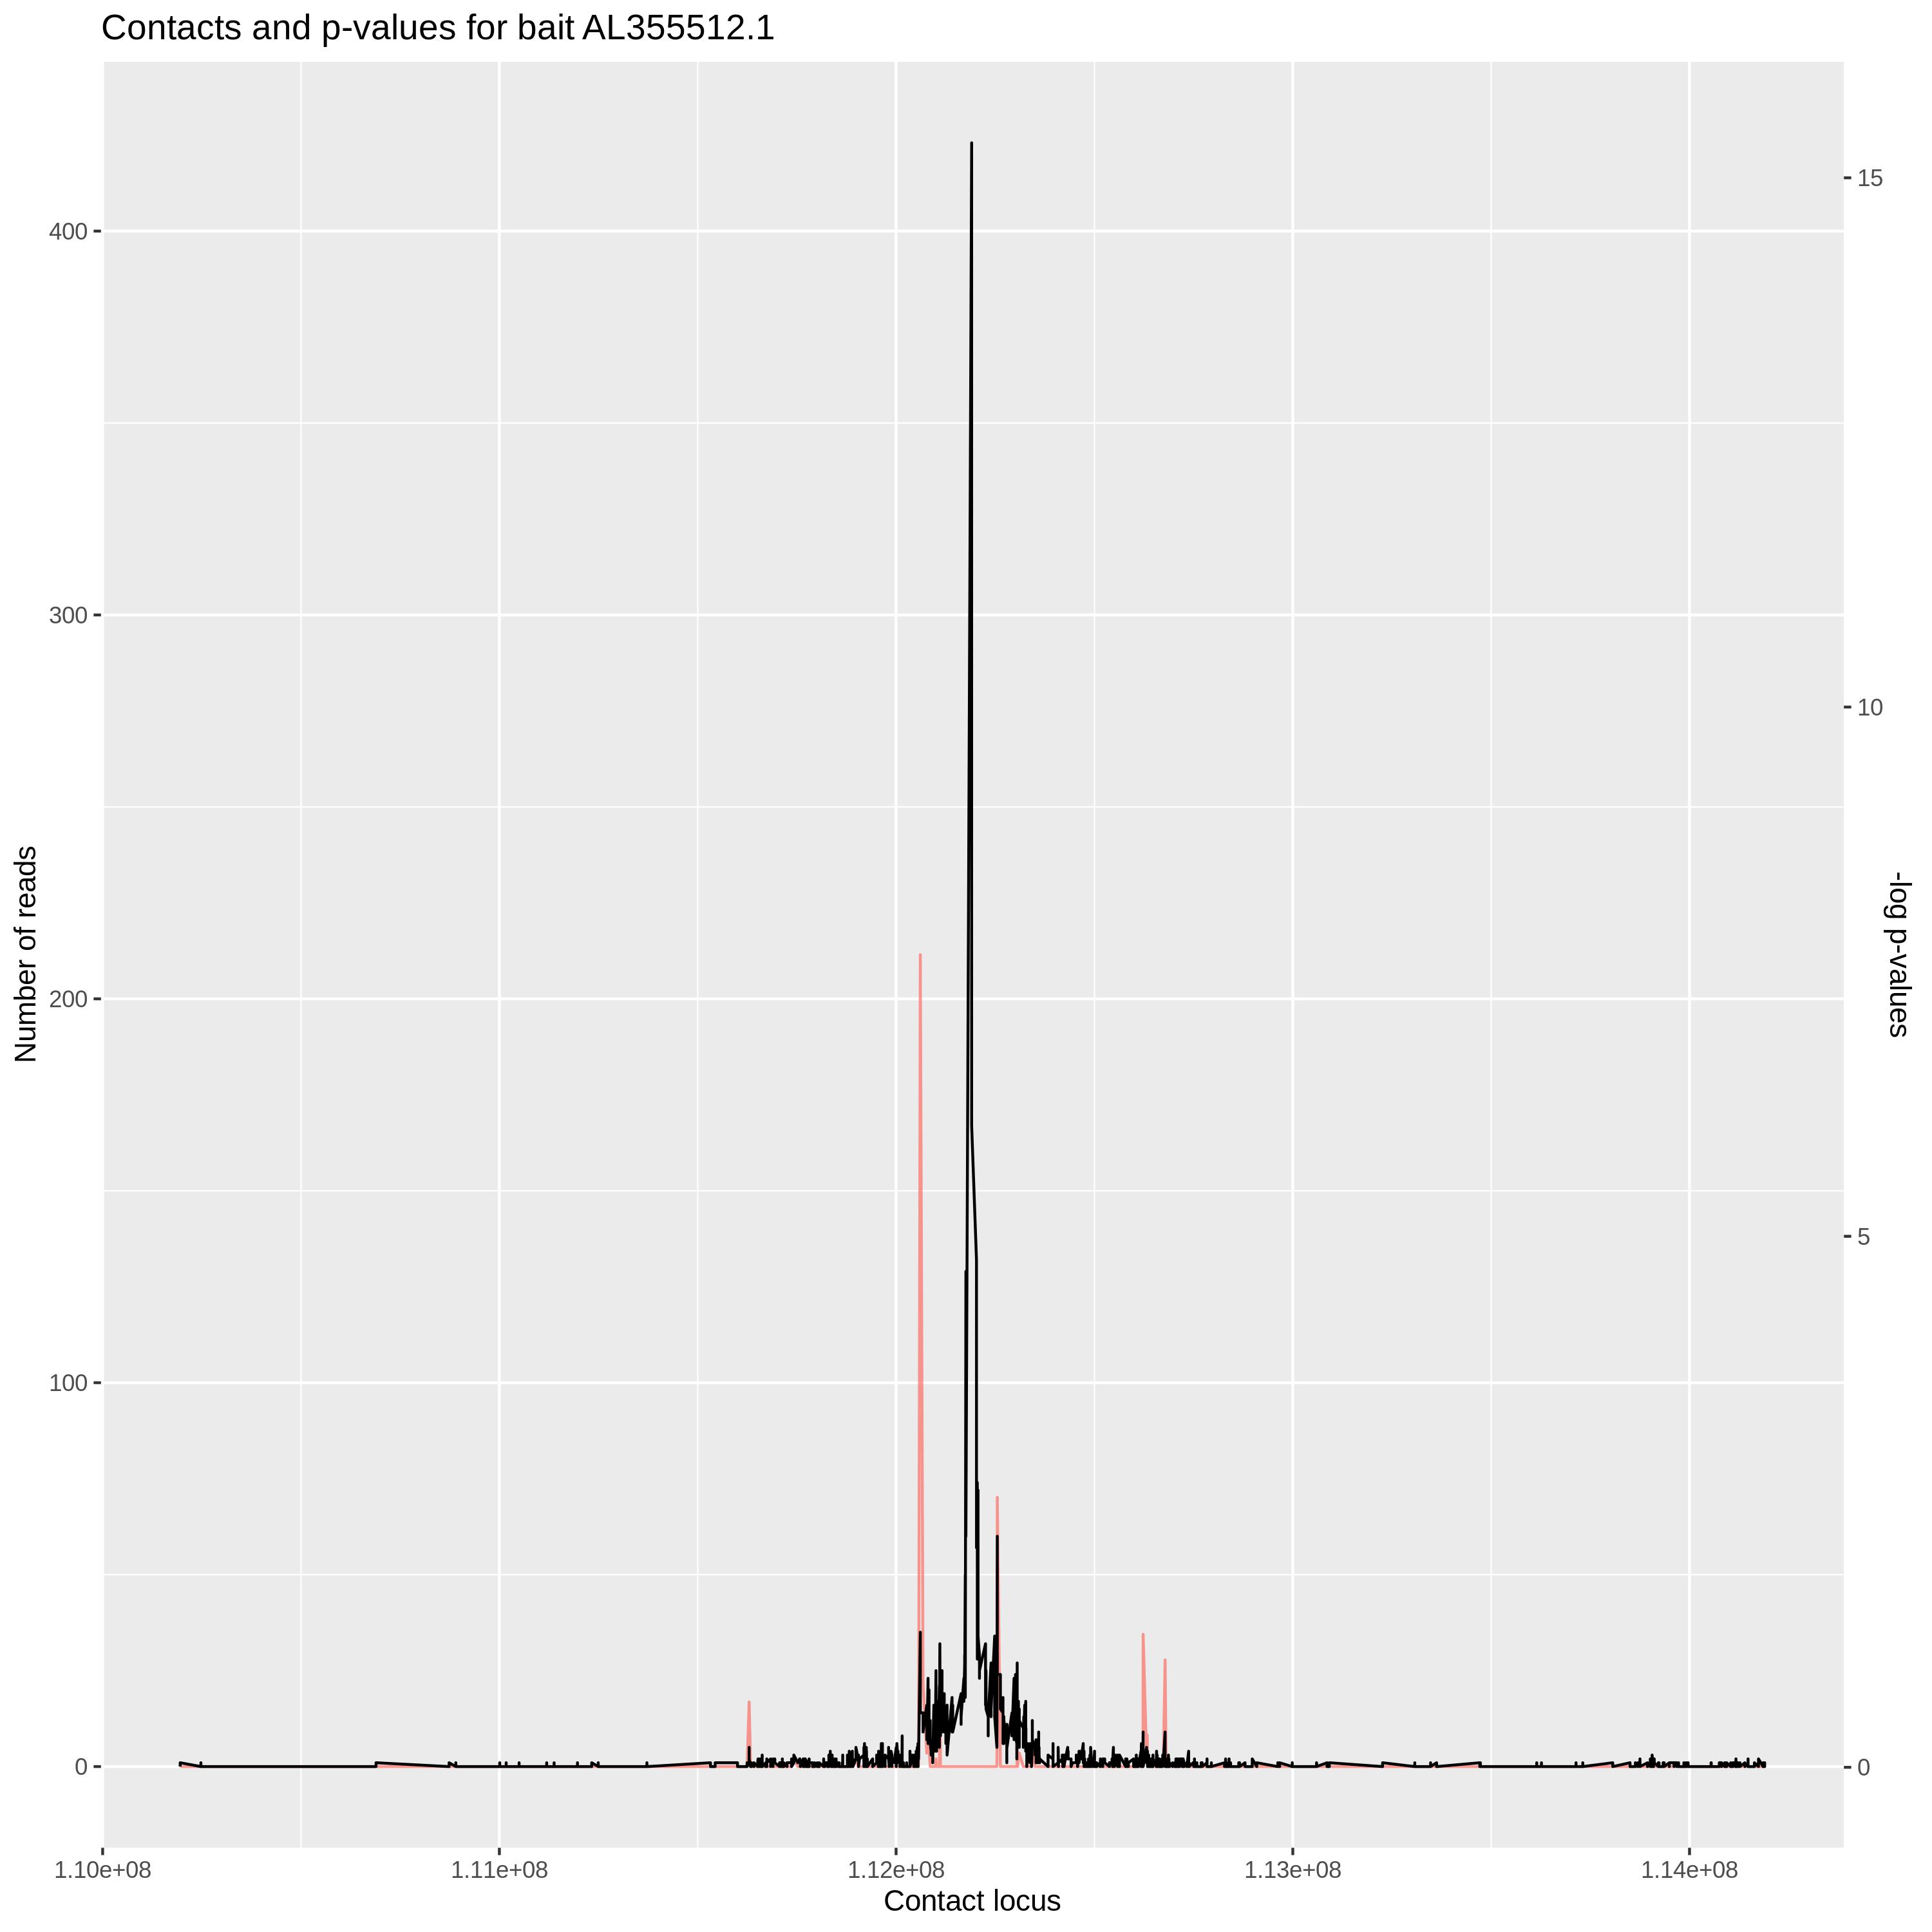 Contacts and p-values for bait AL355512.1
400
300
200
100
0
Number of reads
15
10
5
0
-log p-values
1.10e+08
1.11e+08
1.12e+08
1.13e+08
1.14e+08
Contact locus